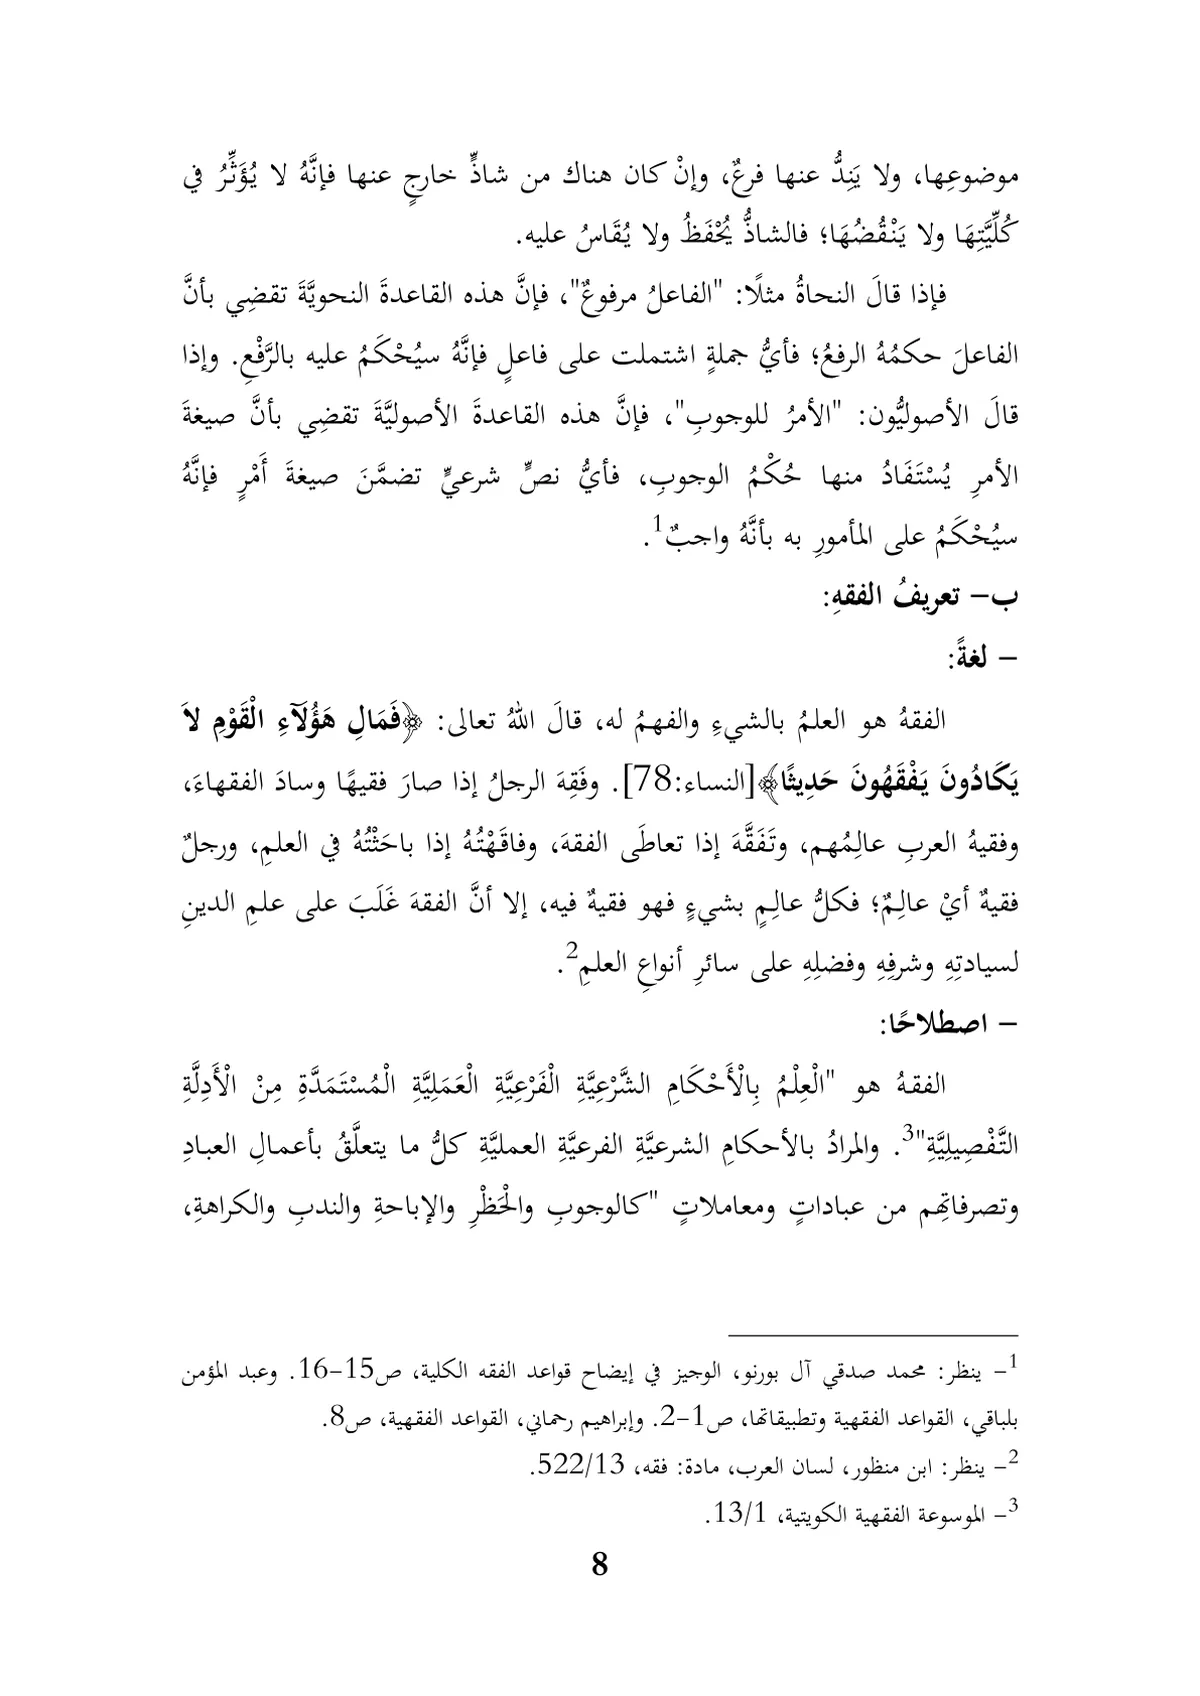 موضوعِها، ولا يَنِدُّ عنها فرعٌ، وإنْ كان هناك من شاذٍّ خارجٍ عنها فإنَّهُ لا يُؤَثِّرُ في
كُلِّيَّتِهَا ولا يَنْقُضُهَا؛ فالشاذُّ يُحْفَظُ ولا يُقَاسُ عليه.
فإذا قالَ النحاةُ مثلًا: "الفاعلُ مرفوعٌ"، فإنَّ هذه القاعدةَ النحويَّةَ تقضِي بأنَّ
الفاعلَ حكمُهُ الرفعُ؛ فأيُّ جملةٍ اشتملت على فاعلٍ فإنَّهُ سيُحْكَمُ عليه بالرَّفْعِ. وإذا
قالَ الأصوليُّون: "الأمرُ للوجوبِ"، فإنَّ هذه القاعدةَ الأصوليَّةَ تقضِي بأنَّ صيغةَ
الأمرِ يُسْتَفَادُ منها حُكْمُ الوجوبِ، فأيُّ نصٍّ شرعيٍّ تضمَّنَ صيغةَ أَمْرٍ فإنَّهُ
سيُحْكَمُ على المأمورِ به بأنَّهُ واجبٌ1.
ب- تعريفُ الفقهِ:
- لغةً:
الفقهُ هو العلمُ بالشيءِ والفهمُ له، قالَ اللهُ تعالى: ﴿فَمَالِ هَؤُلَآءِ الْقَوْمِ لاَ
يَكَادُونَ يَفْقَهُونَ حَدِيثًا﴾[النساء:78]. وفَقِهَ الرجلُ إذا صارَ فقيهًا وسادَ الفقهاءَ،
وفقيهُ العربِ عالِمُهم، وتَفَقَّهَ إذا تعاطَى الفقهَ، وفاقَهْتُهُ إذا باحَثْتُهُ في العلمِ، ورجلٌ
فقيهٌ أيْ عالِمٌ؛ فكلُّ عالِمٍ بشيءٍ فهو فقيهٌ فيه، إلا أنَّ الفقهَ غَلَبَ على علمِ الدينِ
لسيادتِهِ وشرفِهِ وفضلِهِ على سائرِ أنواعِ العلمِ2.
- اصطلاحًا:
الفقهُ هو "الْعِلْمُ بِالْأَحْكَامِ الشَّرْعِيَّةِ الْفَرْعِيَّةِ الْعَمَلِيَّةِ الْمُسْتَمَدَّةِ مِنْ الْأَدِلَّةِ
التَّفْصِيلِيَّةِ"3. والمرادُ بالأحكامِ الشرعيَّةِ الفرعيَّةِ العمليَّةِ كلُّ ما يتعلَّقُ بأعمالِ العبادِ
وتصرفاتِهم من عباداتٍ ومعاملاتٍ "كالوجوبِ والْحَظْرِ والإباحةِ والندبِ والكراهةِ،
1- ينظر: محمد صدقي آل بورنو، الوجيز في إيضاح قواعد الفقه الكلية، ص15-16. وعبد المؤمن
بلباقي، القواعد الفقهية وتطبيقاتها، ص1-2. وإبراهيم رحماني، القواعد الفقهية، ص8.
2- ينظر: ابن منظور، لسان العرب، مادة: فقه، 522/13.
3- الموسوعة الفقهية الكويتية، 13/1.
8